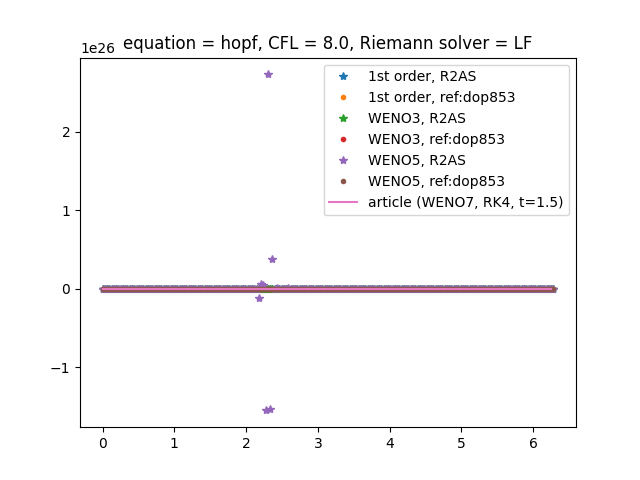 equation = hopf, CFL = 8.0, Riemann solver = LF
1e26
1st order, R2AS
1st order, ref:dop853
WENO3, R2AS
WENO3, ref:dop853
WENO5, R2AS
WENO5, ref:dop853
article (WENO7, RK4, t=1.5)
2
1
0
−1
0 1 2 3 4 5 6